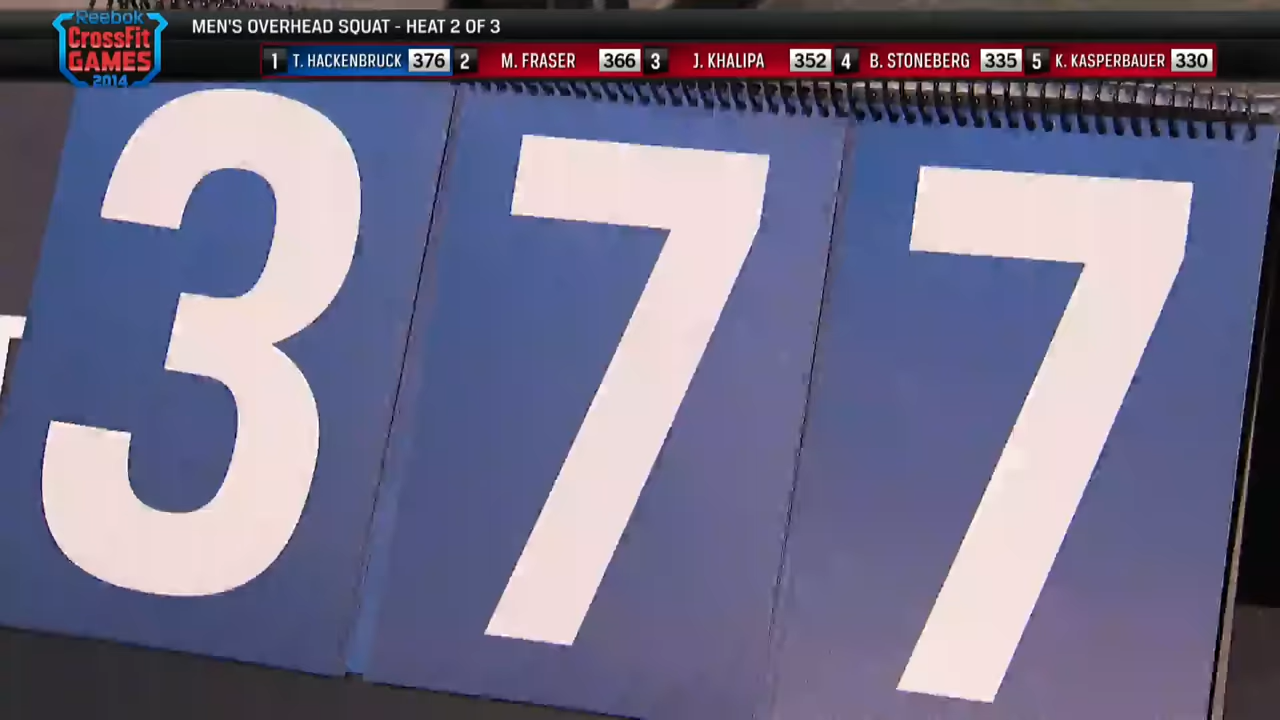 Reebok
CrossFit
GAMES
2014
MEN'S OVERHEAD SQUAT - HEAT 2 OF 3
1 T. HACKENBRUCK 376 2 M. FRASER 366 3 J. KHALIPA 352 4 B. STONEBERG 335 5 K. KASPERBAUER 330
377